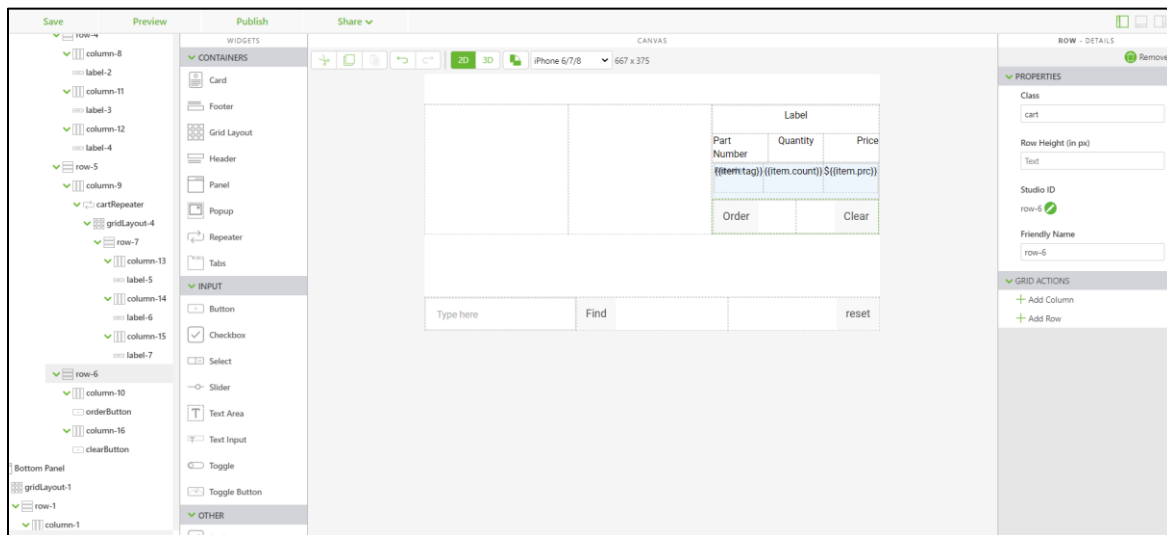 Save Preview Publish Share
WIDGETS CANVAS ROW - DETAILS
row-4
column-8
label-2
column-11
label-3
column-12
label-4
row-5
column-9
cartRepeater
gridLayout-4
row-7
column-13
label-5
column-14
label-6
column-15
label-7
row-6
column-10
orderButton
column-16
clearButton
Bottom Panel
gridLayout-1
row-1
column-1
CONTAINERS
Card
Footer
Grid Layout
Header
Panel
Popup
Repeater
Tabs
INPUT
Button
Checkbox
Select
Slider
Text Area
Text Input
Toggle
Toggle Button
OTHER
2D 3D iPhone 6/7/8 667 x 375
Label
Part Number Quantity Price
{{item.tag}} {{item.count}} ${{item.prc}}
Order Clear
Type here Find reset
Remove
PROPERTIES
Class
cart
Row Height (in px)
Text
Studio ID
row-6
Friendly Name
row-6
GRID ACTIONS
Add Column
Add Row